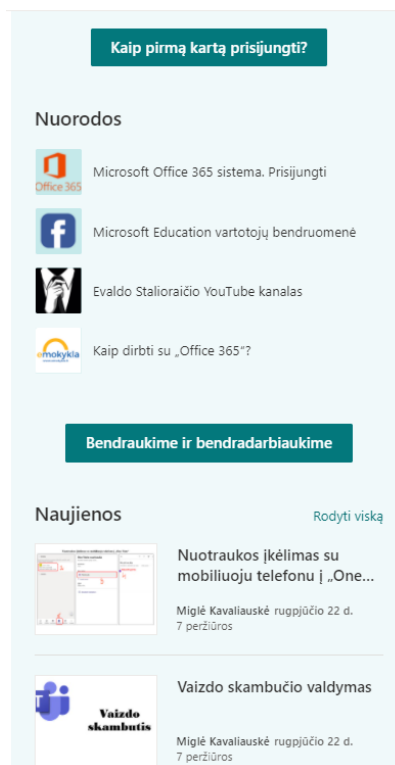 Kaip pirmą kartą prisijungti?
Nuorodos
Office 365
Microsoft Office 365 sistema. Prisijungti
Microsoft Education vartotojų bendruomenė
Evaldo Stalioraičio YouTube kanalas
emokykla
Kaip dirbti su „Office 365“?
Bendraukime ir bendradarbiaukime
Naujienos
Rodyti viską
Nuotraukos įkėlimas su
mobiliuoju telefonu į „One...
Miglė Kavaliauskė rugpjūčio 22 d.
7 peržiūros
Vaizdo
skambutis
Vaizdo skambučio valdymas
Miglė Kavaliauskė rugpjūčio 22 d.
7 peržiūros